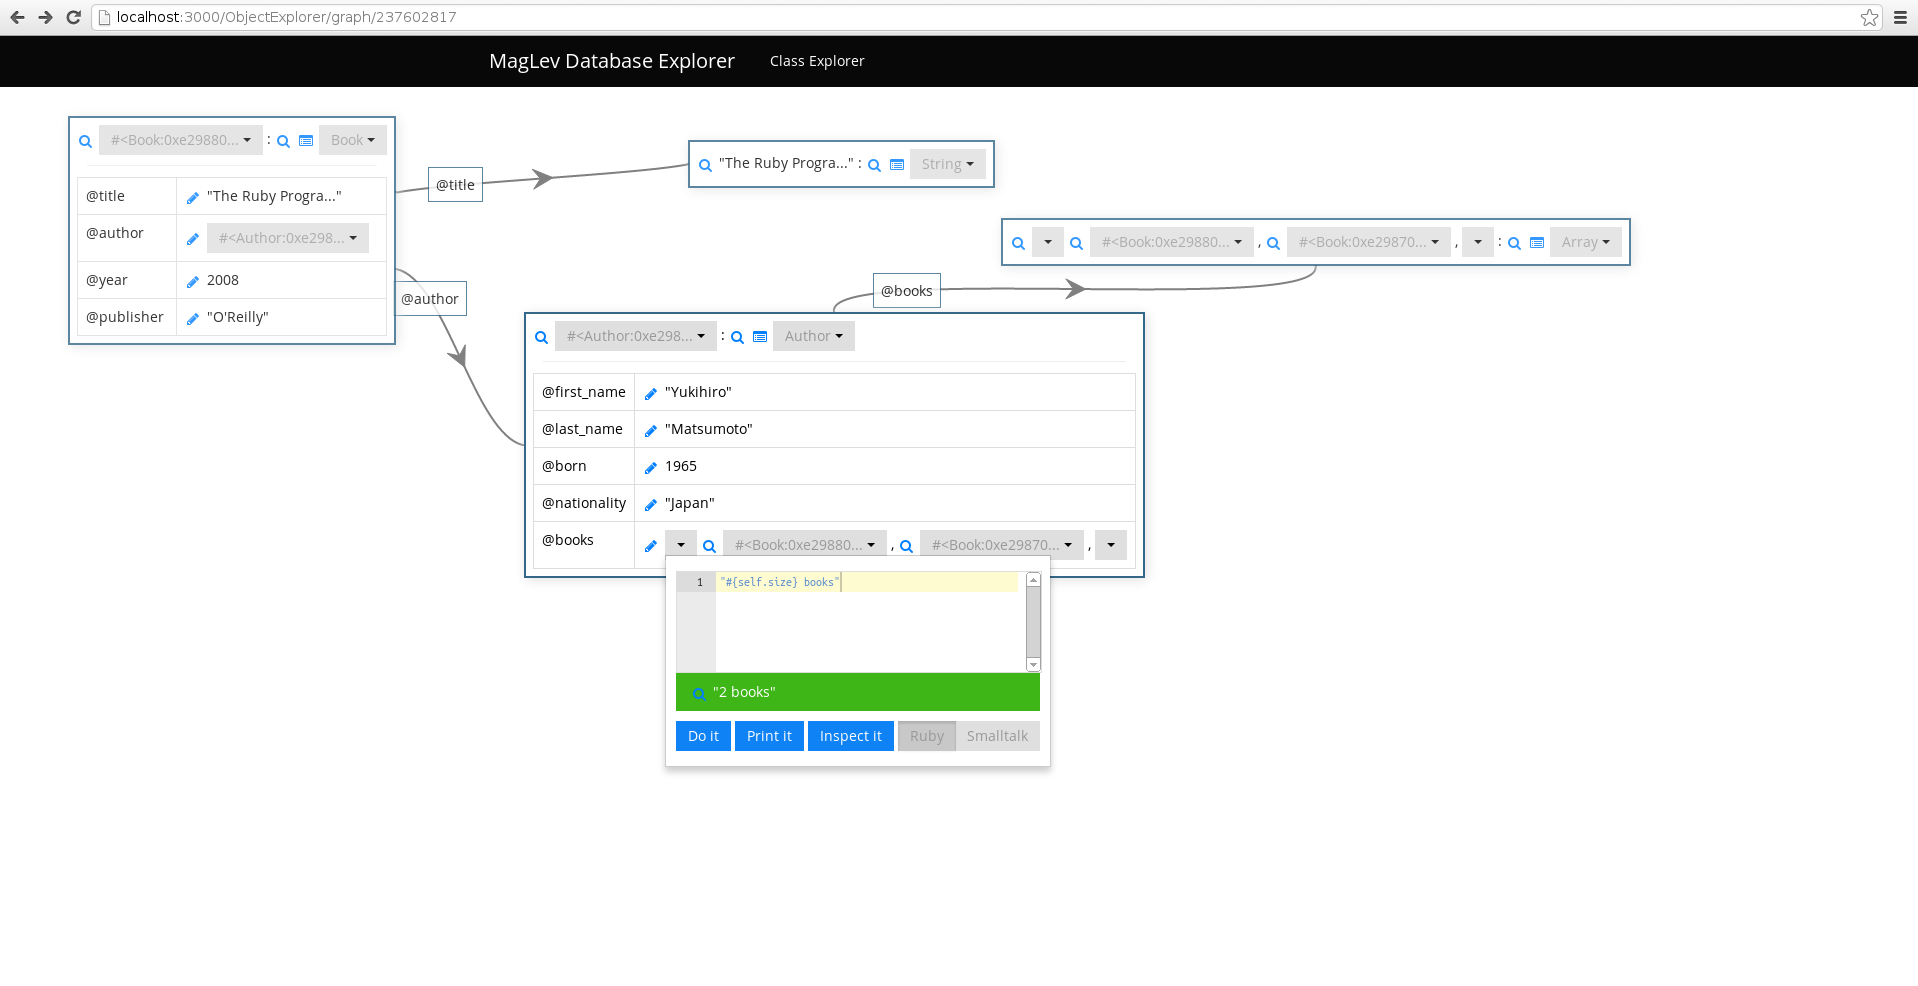 localhost:3000/ObjectExplorer/graph/237602817
MagLev Database Explorer Class Explorer
#<Book:0xe29880... : Book
@title "The Ruby Progra..."
@author #<Author:0xe298...
@year 2008
@publisher "O'Reilly"
@title
"The Ruby Progra..." : String
@author
#<Book:0xe29880... , #<Book:0xe29870... , : Array
@books
#<Author:0xe298... : Author
@first_name "Yukihiro"
@last_name "Matsumoto"
@born 1965
@nationality "Japan"
@books #<Book:0xe29880... , #<Book:0xe29870... ,
1 "#{self.size} books"
"2 books"
Do it Print it Inspect it Ruby Smalltalk